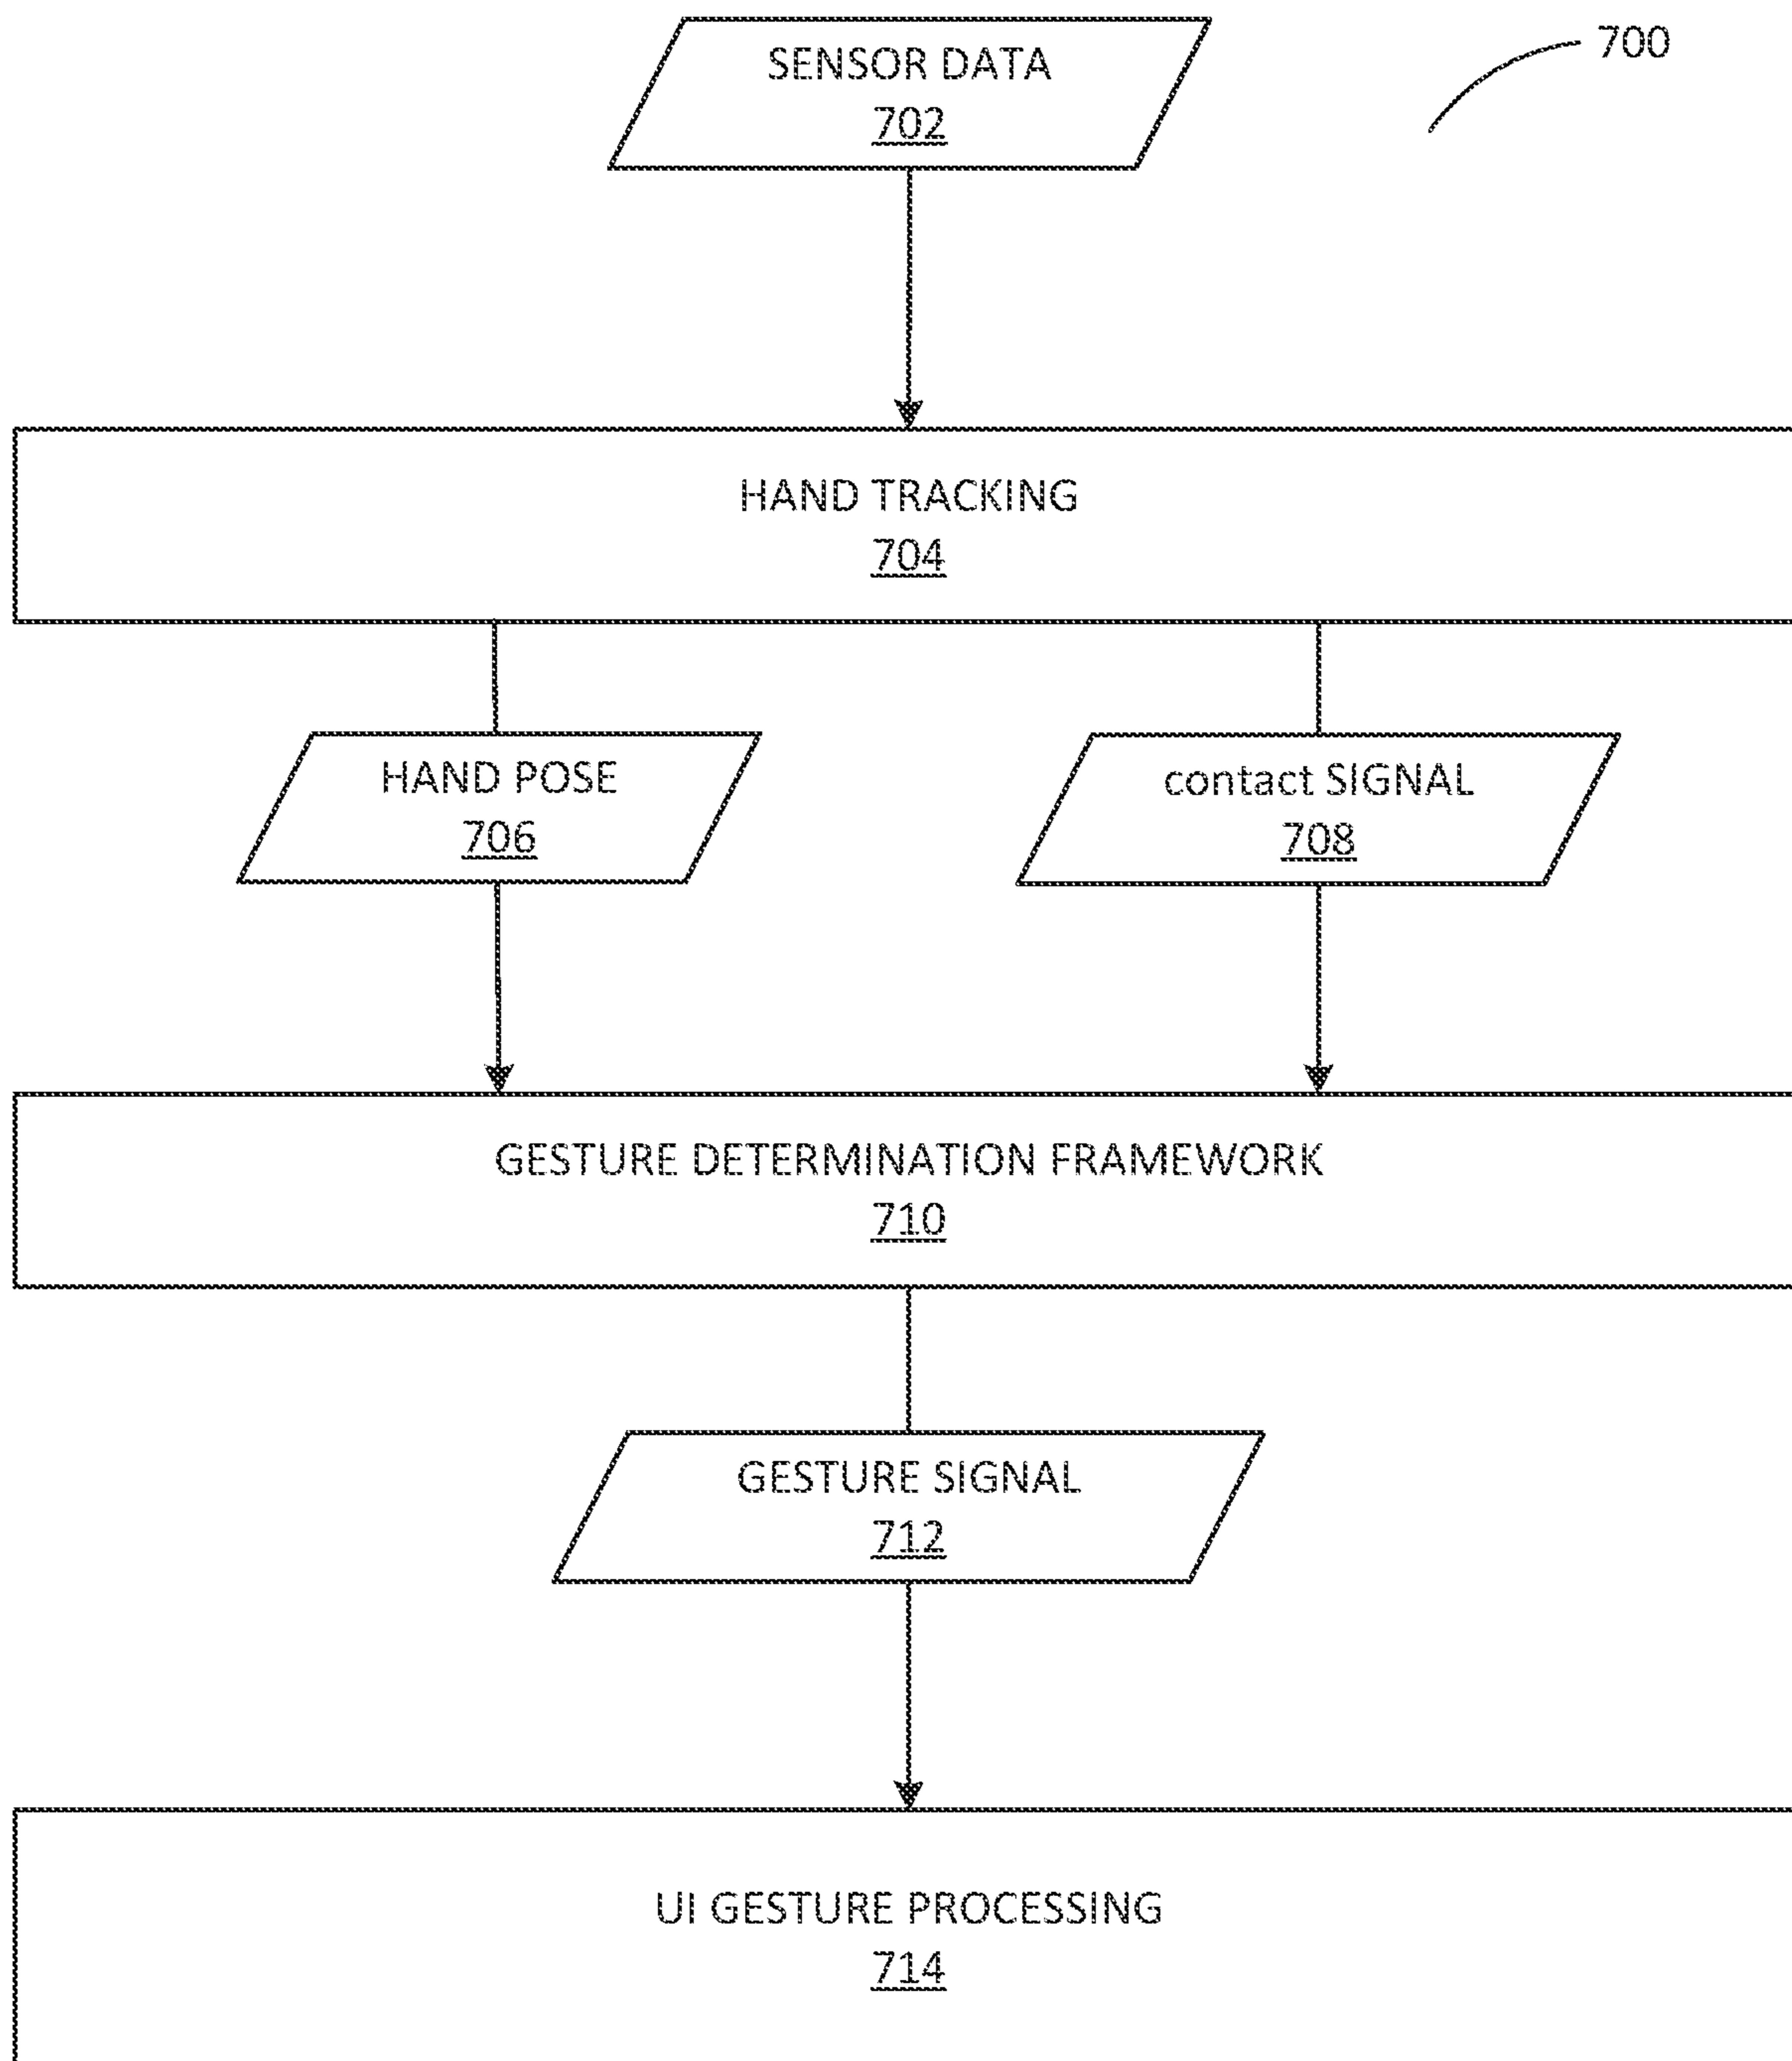 SENSOR DATA
702
700
HAND TRACKING
704
HAND POSE
706
contact SIGNAL
708
GESTURE DETERMINATION FRAMEWORK
710
GESTURE SIGNAL
712
UI GESTURE PROCESSING
714